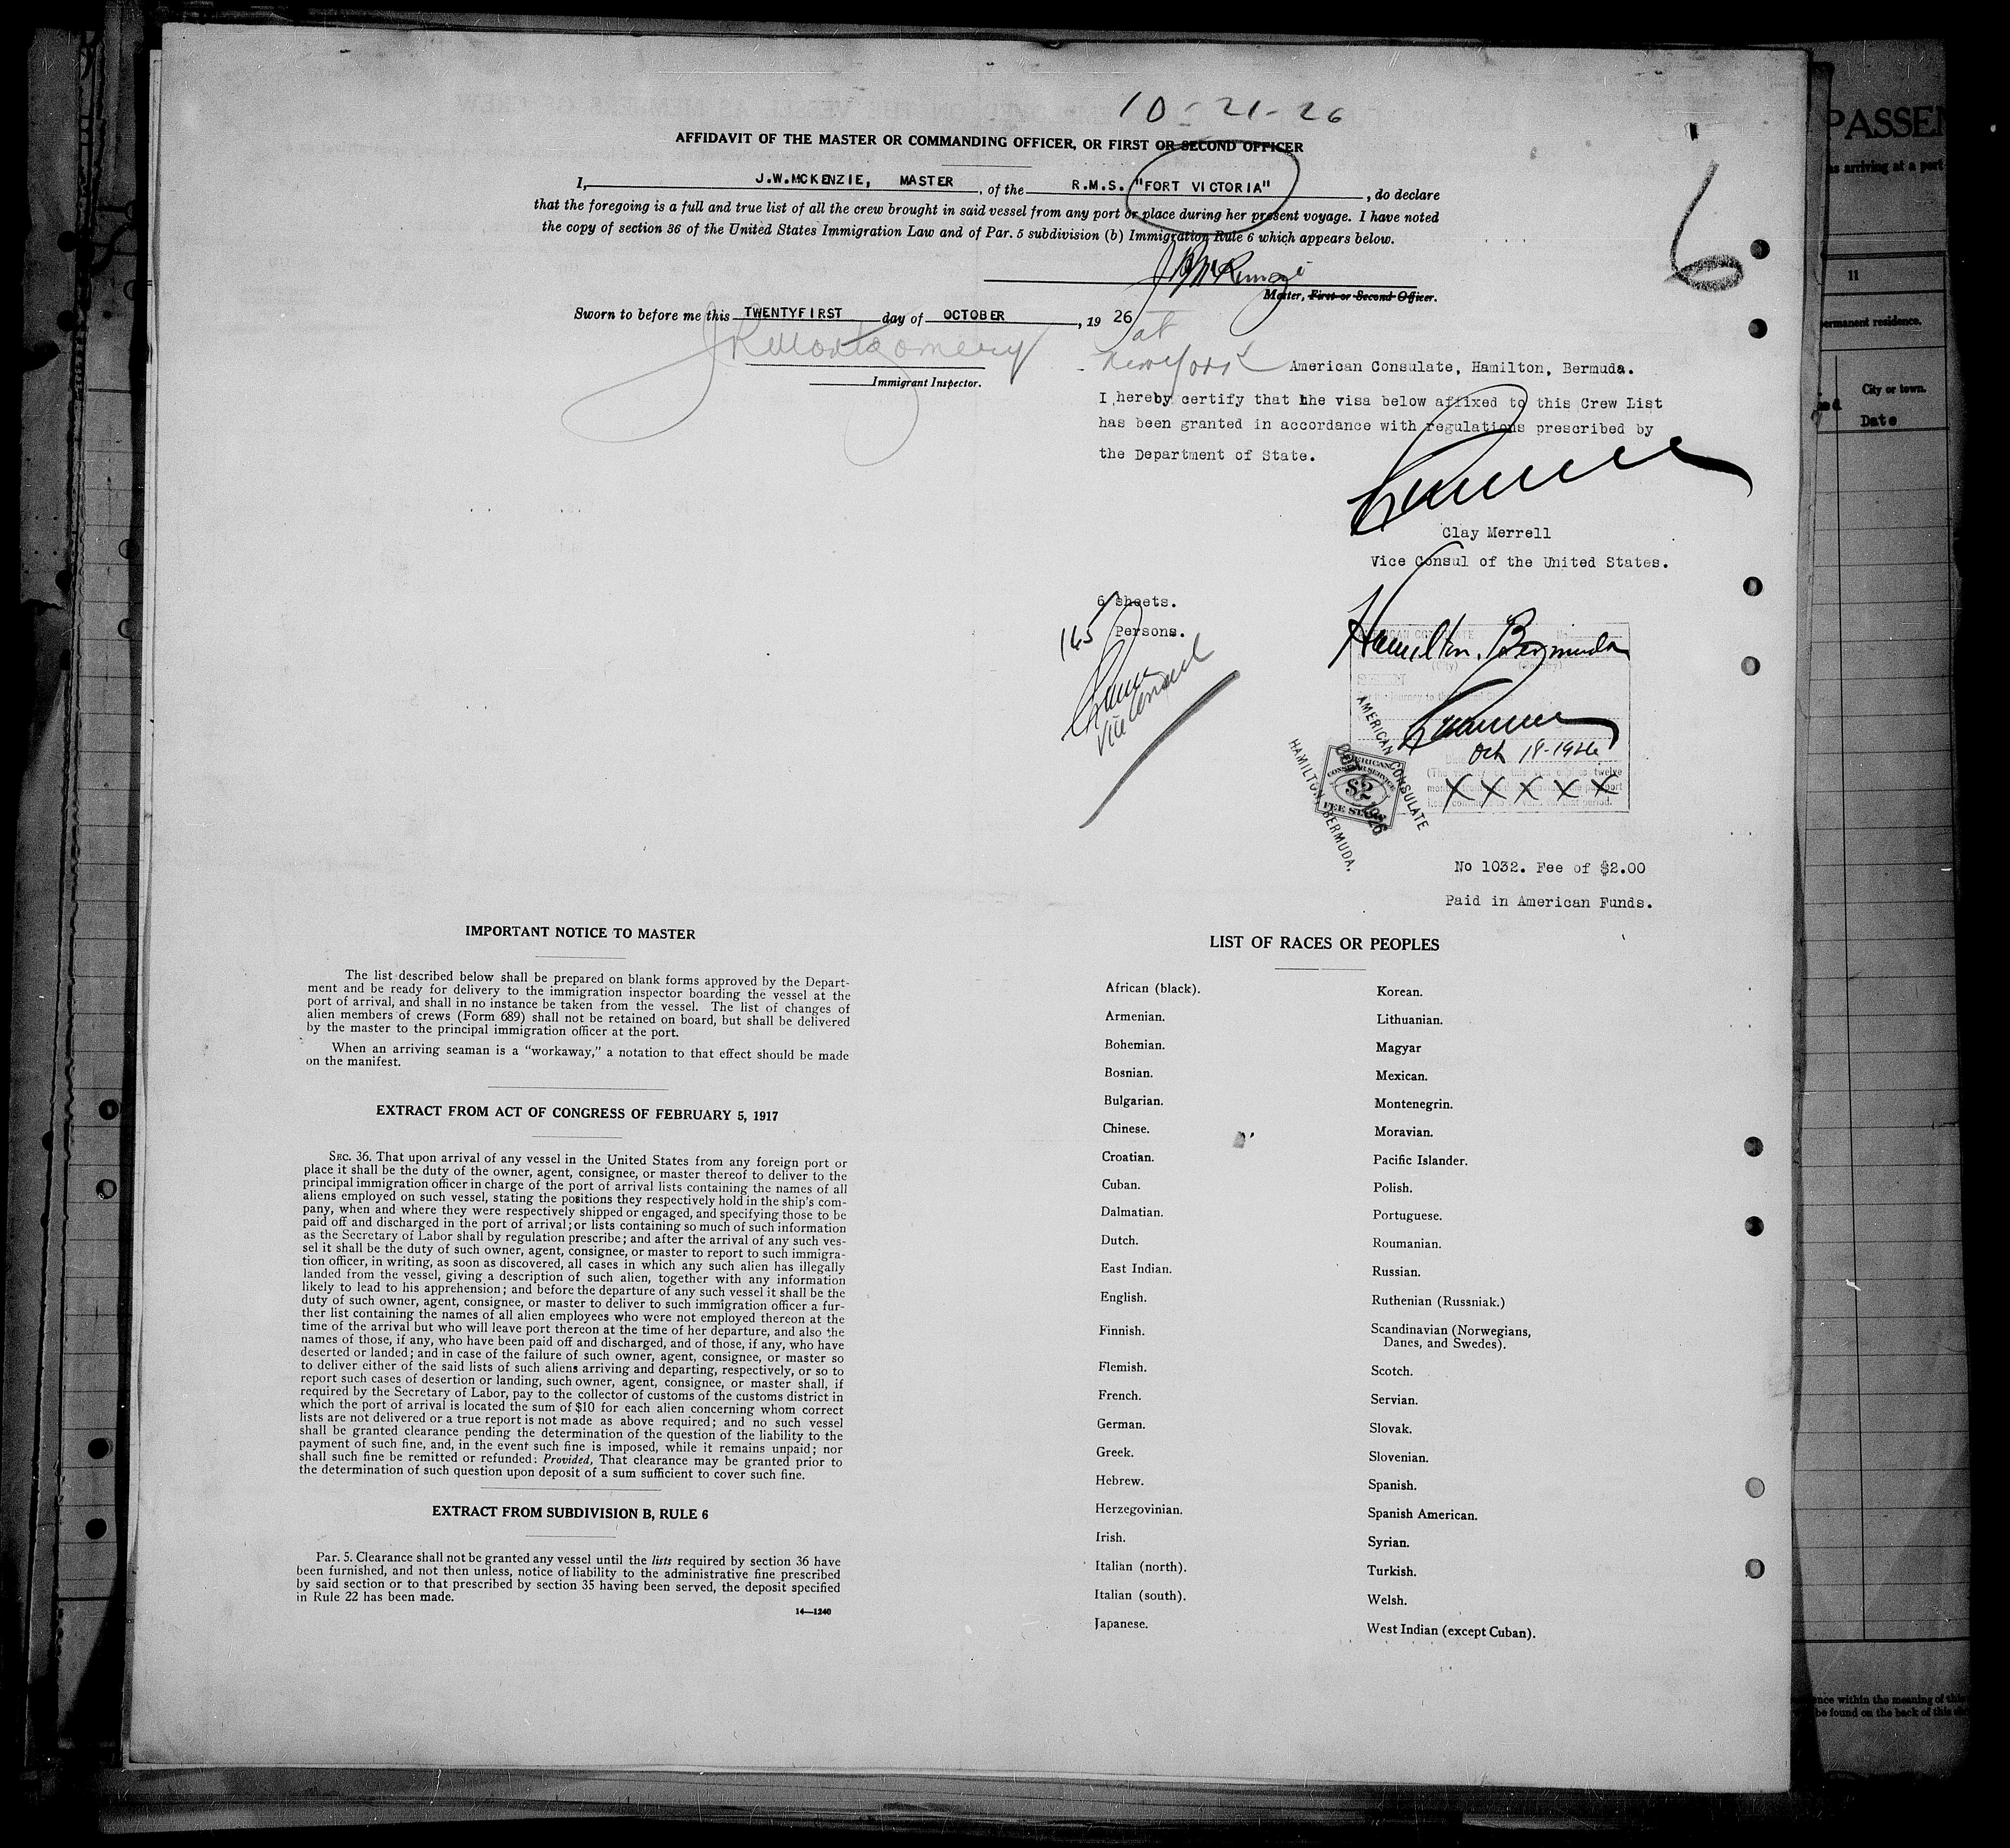 10-21-26
AFFIDAVIT OF THE MASTER OR COMMANDING OFFICER, OR FIRST OR SECOND OFFICER
I, J.W.MCKENZIE, MASTER, of the R.M.S. "FORT VICTORIA", do declare
that the foregoing is a full and true list of all the crew brought in said vessel from any port or place during her present voyage. I have noted
the copy of section 36 of the United States Immigration Law and of Par. 5 subdivision (b) Immigration Rule 6 which appears below.
6
Master, First or Second Officer.
Sworn to before me this TWENTYFIRST day of OCTOBER, 1926
at
New York
JRMontgomery
Immigrant Inspector.
American Consulate, Hamilton, Bermuda.
I hereby certify that hhe visa below affixed to this Crew List
has been granted in accordance with regulations prescribed by
the Department of State.
Clay Merrell
Vice Consul of the United States.
6 sheets.
165 Persons.
Vice Consul
Hamilton, Bermuda
Oct 18-1926
XXXXX
AMERICAN CONSULATE
HAMILTON, BERMUDA.
AMERICAN
CONSULAR SERVICE
$2
FEE STAMP
No 1032. Fee of $2.00
Paid in American Funds.
IMPORTANT NOTICE TO MASTER
The list described below shall be prepared on blank forms approved by the Depart-
ment and be ready for delivery to the immigration inspector boarding the vessel at the
port of arrival, and shall in no instance be taken from the vessel. The list of changes of
alien members of crews (Form 689) shall not be retained on board, but shall be delivered
by the master to the principal immigration officer at the port.
When an arriving seaman is a "workaway," a notation to that effect should be made
on the manifest.
EXTRACT FROM ACT OF CONGRESS OF FEBRUARY 5, 1917
SEC. 36. That upon arrival of any vessel in the United States from any foreign port or
place it shall be the duty of the owner, agent, consignee, or master thereof to deliver to the
principal immigration officer in charge of the port of arrival lists containing the names of all
aliens employed on such vessel, stating the positions they respectively hold in the ship's com-
pany, when and where they were respectively shipped or engaged, and specifying those to be
paid off and discharged in the port of arrival; or lists containing so much of such information
as the Secretary of Labor shall by regulation prescribe; and after the arrival of any such ves-
sel it shall be the duty of such owner, agent, consignee, or master to report to such immigra-
tion officer, in writing, as soon as discovered, all cases in which any such alien has illegally
landed from the vessel, giving a description of such alien, together with any information
likely to lead to his apprehension; and before the departure of any such vessel it shall be the
duty of such owner, agent, consignee, or master to deliver to such immigration officer a fur-
ther list containing the names of all alien employees who were not employed thereon at the
time of the arrival but who will leave port thereon at the time of her departure, and also the
names of those, if any, who have been paid off and discharged, and of those, if any, who have
deserted or landed; and in case of the failure of such owner, agent, consignee, or master so
to deliver either of the said lists of such aliens arriving and departing, respectively, or so to
report such cases of desertion or landing, such owner, agent, consignee, or master shall, if
required by the Secretary of Labor, pay to the collector of customs of the customs district in
which the port of arrival is located the sum of $10 for each alien concerning whom correct
lists are not delivered or a true report is not made as above required; and no such vessel
shall be granted clearance pending the determination of the question of the liability to the
payment of such fine, and, in the event such fine is imposed, while it remains unpaid; nor
shall such fine be remitted or refunded: Provided, That clearance may be granted prior to
the determination of such question upon deposit of a sum sufficient to cover such fine.
EXTRACT FROM SUBDIVISION B, RULE 6
Par. 5. Clearance shall not be granted any vessel until the lists required by section 36 have
been furnished, and not then unless, notice of liability to the administrative fine prescribed
by said section or to that prescribed by section 35 having been served, the deposit specified
in Rule 22 has been made.
14—1240
LIST OF RACES OR PEOPLES
African (black).
Armenian.
Bohemian.
Bosnian.
Bulgarian.
Chinese.
Croatian.
Cuban.
Dalmatian.
Dutch.
East Indian.
English.
Finnish.
Flemish.
French.
German.
Greek.
Hebrew.
Herzegovinian.
Irish.
Italian (north).
Italian (south).
Japanese.
Korean.
Lithuanian.
Magyar
Mexican.
Montenegrin.
Moravian.
Pacific Islander.
Polish.
Portuguese.
Roumanian.
Russian.
Ruthenian (Russniak.)
Scandinavian (Norwegians,
Danes, and Swedes).
Scotch.
Servian.
Slovak.
Slovenian.
Spanish.
Spanish American.
Syrian.
Turkish.
Welsh.
West Indian (except Cuban).
PASSEN
as arriving at a port
11
permanent residence.
City or town.
Date
within the meaning of this
be found on the back of this